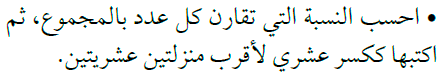 • احسب النسبة التي تقارن كل عدد بالمجموع، ثم
اكتبها ككسر عشري لأقرب منزلتين عشريتين.